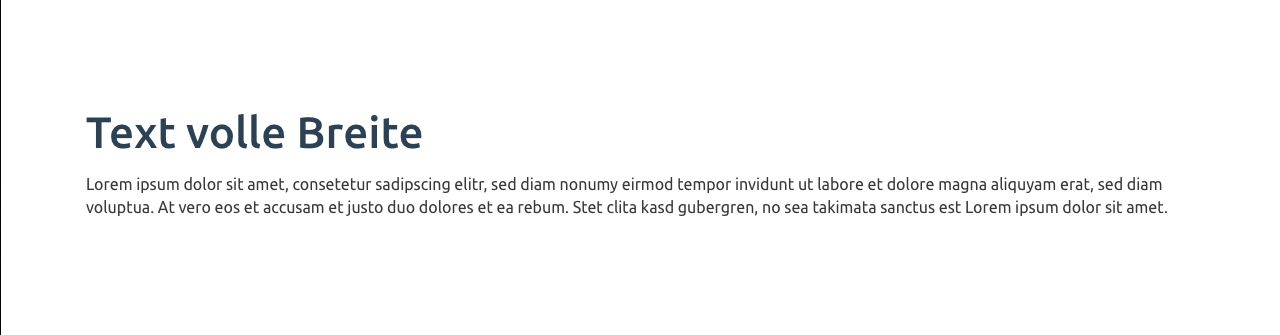 Text volle Breite
Lorem ipsum dolor sit amet, consetetur sadipscing elitr, sed diam nonumy eirmod tempor invidunt ut labore et dolore magna aliquyam erat, sed diam
voluptua. At vero eos et accusam et justo duo dolores et ea rebum. Stet clita kasd gubergren, no sea takimata sanctus est Lorem ipsum dolor sit amet.